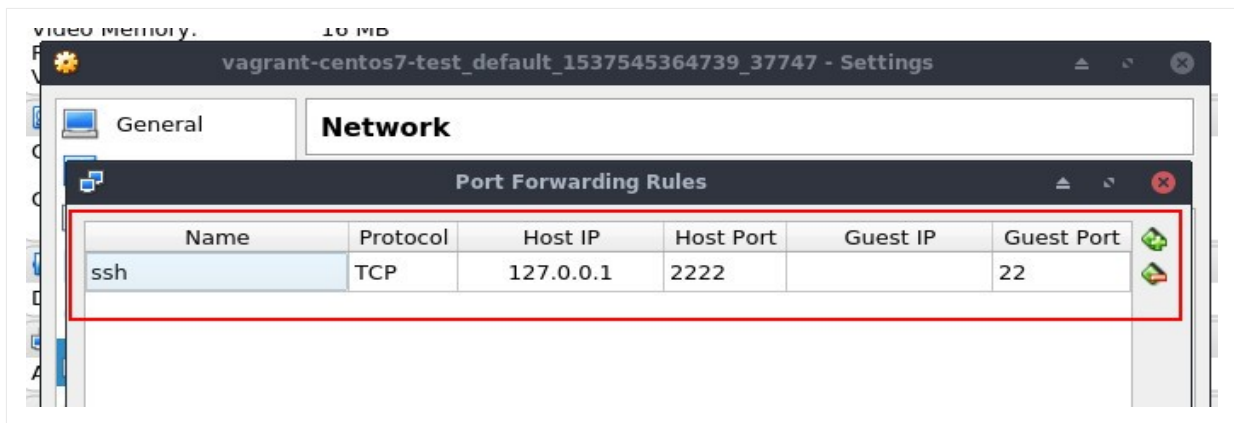 Video Memory: 16 MB
vagrant-centos7-test_default_1537545364739_37747 - Settings
General
Network
Port Forwarding Rules
Name Protocol Host IP Host Port Guest IP Guest Port
ssh TCP 127.0.0.1 2222 22